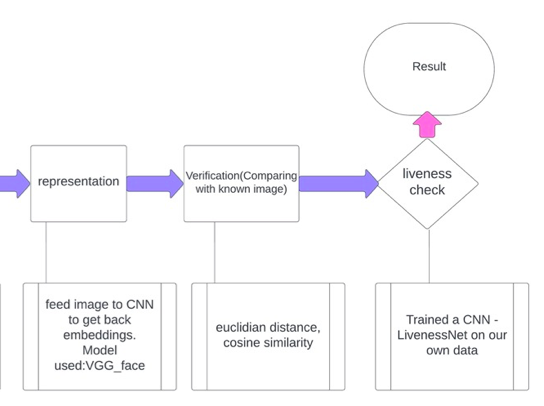 Result
representation
Verification(Comparing
with known image)
liveness
check
feed image to CNN
to get back
embeddings.
Model
used:VGG_face
euclidian distance,
cosine similarity
Trained a CNN -
LivenessNet on our
own data